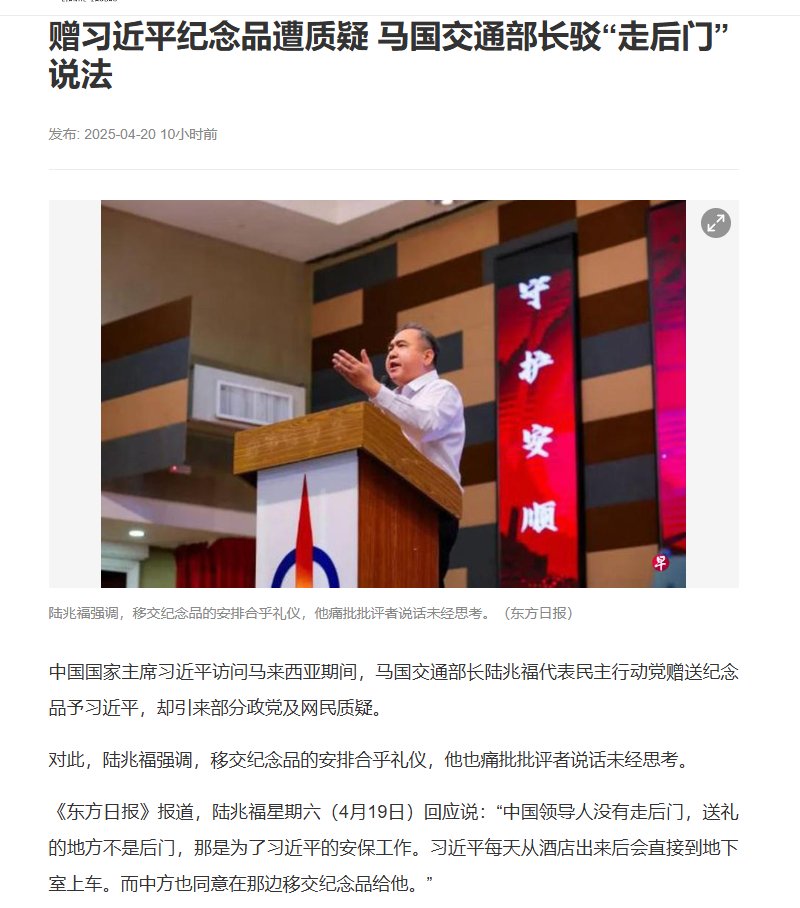 赠习近平纪念品遭质疑 马国交通部长驳“走后门”
说法
发布: 2025-04-20 10小时前
守
护
安
顺
早
陆兆福强调，移交纪念品的安排合乎礼仪，他痛批批评者说话未经思考。（东方日报）
中国国家主席习近平访问马来西亚期间，马国交通部长陆兆福代表民主行动党赠送纪念
品予习近平，却引来部分政党及网民质疑。
对此，陆兆福强调，移交纪念品的安排合乎礼仪，他也痛批批评者说话未经思考。
《东方日报》报道，陆兆福星期六（4月19日）回应说：“中国领导人没有走后门，送礼
的地方不是后门，那是为了习近平的安保工作。习近平每天从酒店出来后会直接到地下
室上车。而中方也同意在那边移交纪念品给他。”